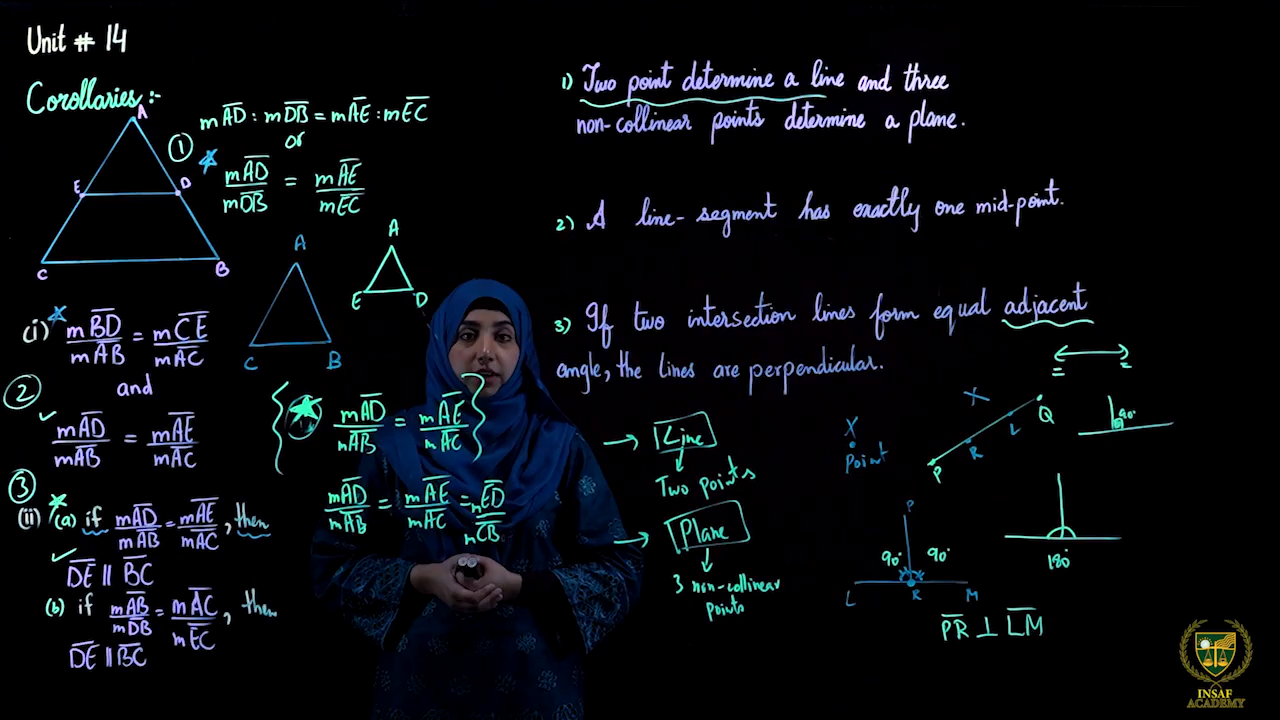 Unit # 14
Corollaries :-
A
E D
C B
①
mAD : mDB = mAE : mEC
or
mAD/mDB = mAE/mEC
A
C B
A
E D
(i) mBD/mAB = mCE/mAC
and
②
mAD/mAB = mAE/mAC
③
(ii) (a) if mAD/mAB = mAE/mAC, then
DE || BC
(b) if mAB/mDB = mAC/mEC, then
DE || BC
mAD/mAB = mAE/mAC
mAD/mAB = mAE/mAC = mED/mCB
1) Two point determine a line and three
non-collinear points determine a plane.
2) A line-segment has exactly one mid-point.
3) If two intersection lines form equal adjacent
angle, the lines are perpendicular.
→ Line
Two points
→ Plane
3 non-collinear
points
X
Point
X
P R L Q
90°
180°
P
90° 90°
L R M
PR ⊥ LM
INSAF
ACADEMY